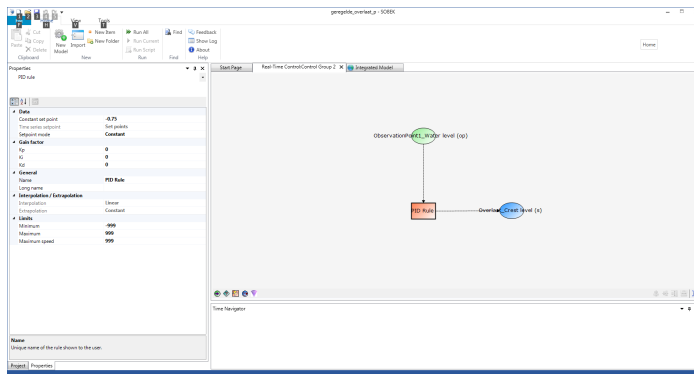 geregelde_overlaat_p - SOBEK
View Tools
Cut
Copy
Paste
Delete
Clipboard
New Model
Import
New Item
New Folder
New
Run All
Run Current
Run Script
Run
Find
Find
Feedback
Show Log
About
Help
Home
Properties
PID rule
Data
Constant set point -0.75
Time series setpoint Set points
Setpoint mode Constant
Gain factor
Kp 0
Ki 0
Kd 0
General
Name PID Rule
Long name
Interpolation / Extrapolation
Interpolation Linear
Extrapolation Constant
Limits
Minimum -999
Maximum 999
Maximum speed 999
Name
Unique name of the rule shown to the user.
Project Properties
Start Page Real-Time Control:Control Group 2 Integrated Model
ObservationPoint1_Water level (op)
PID Rule
Overlaat_Crest level (s)
Time Navigator